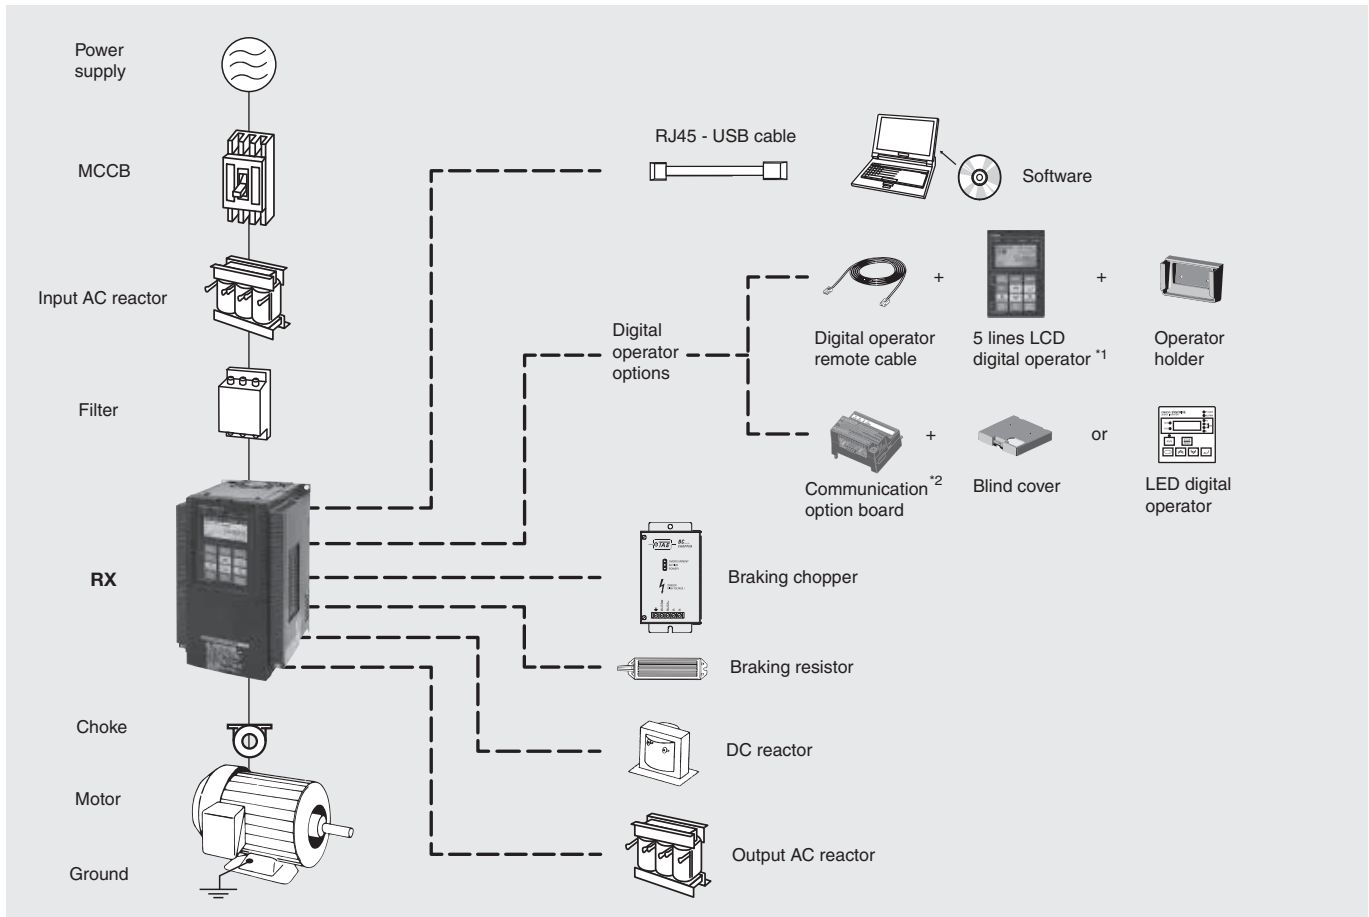 Power
supply
MCCB
Input AC reactor
Filter
RX
Choke
Motor
Ground
RJ45 - USB cable
Software
Digital
operator
options
Digital operator
remote cable
+
5 lines LCD
digital operator *1
+
Operator
holder
Communication *2
option board
+
Blind cover
or
LED digital
operator
Braking chopper
Braking resistor
DC reactor
Output AC reactor